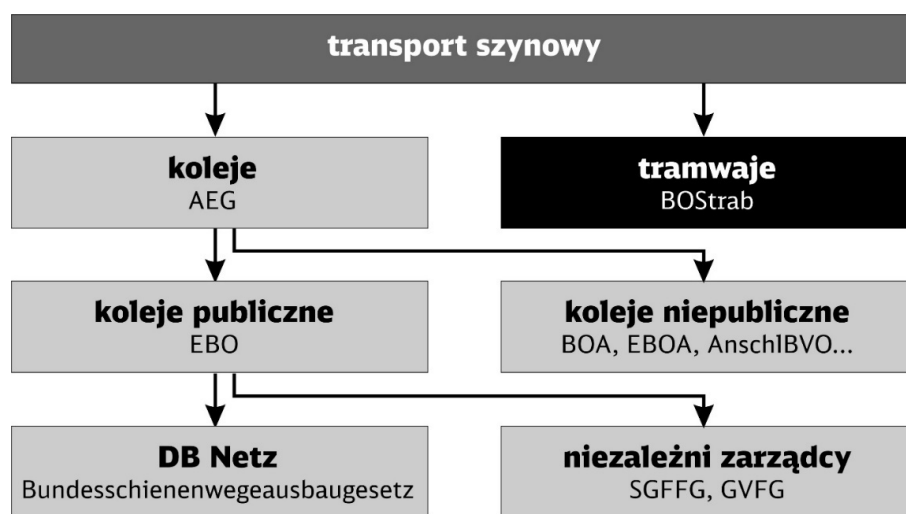 transport szynowy
koleje
AEG
tramwaje
BOStrab
koleje publiczne
EBO
koleje niepubliczne
BOA, EBOA, AnschlBVO...
DB Netz
Bundesschienenwegeausbaugesetz
niezależni zarządcy
SGFFG, GVFG